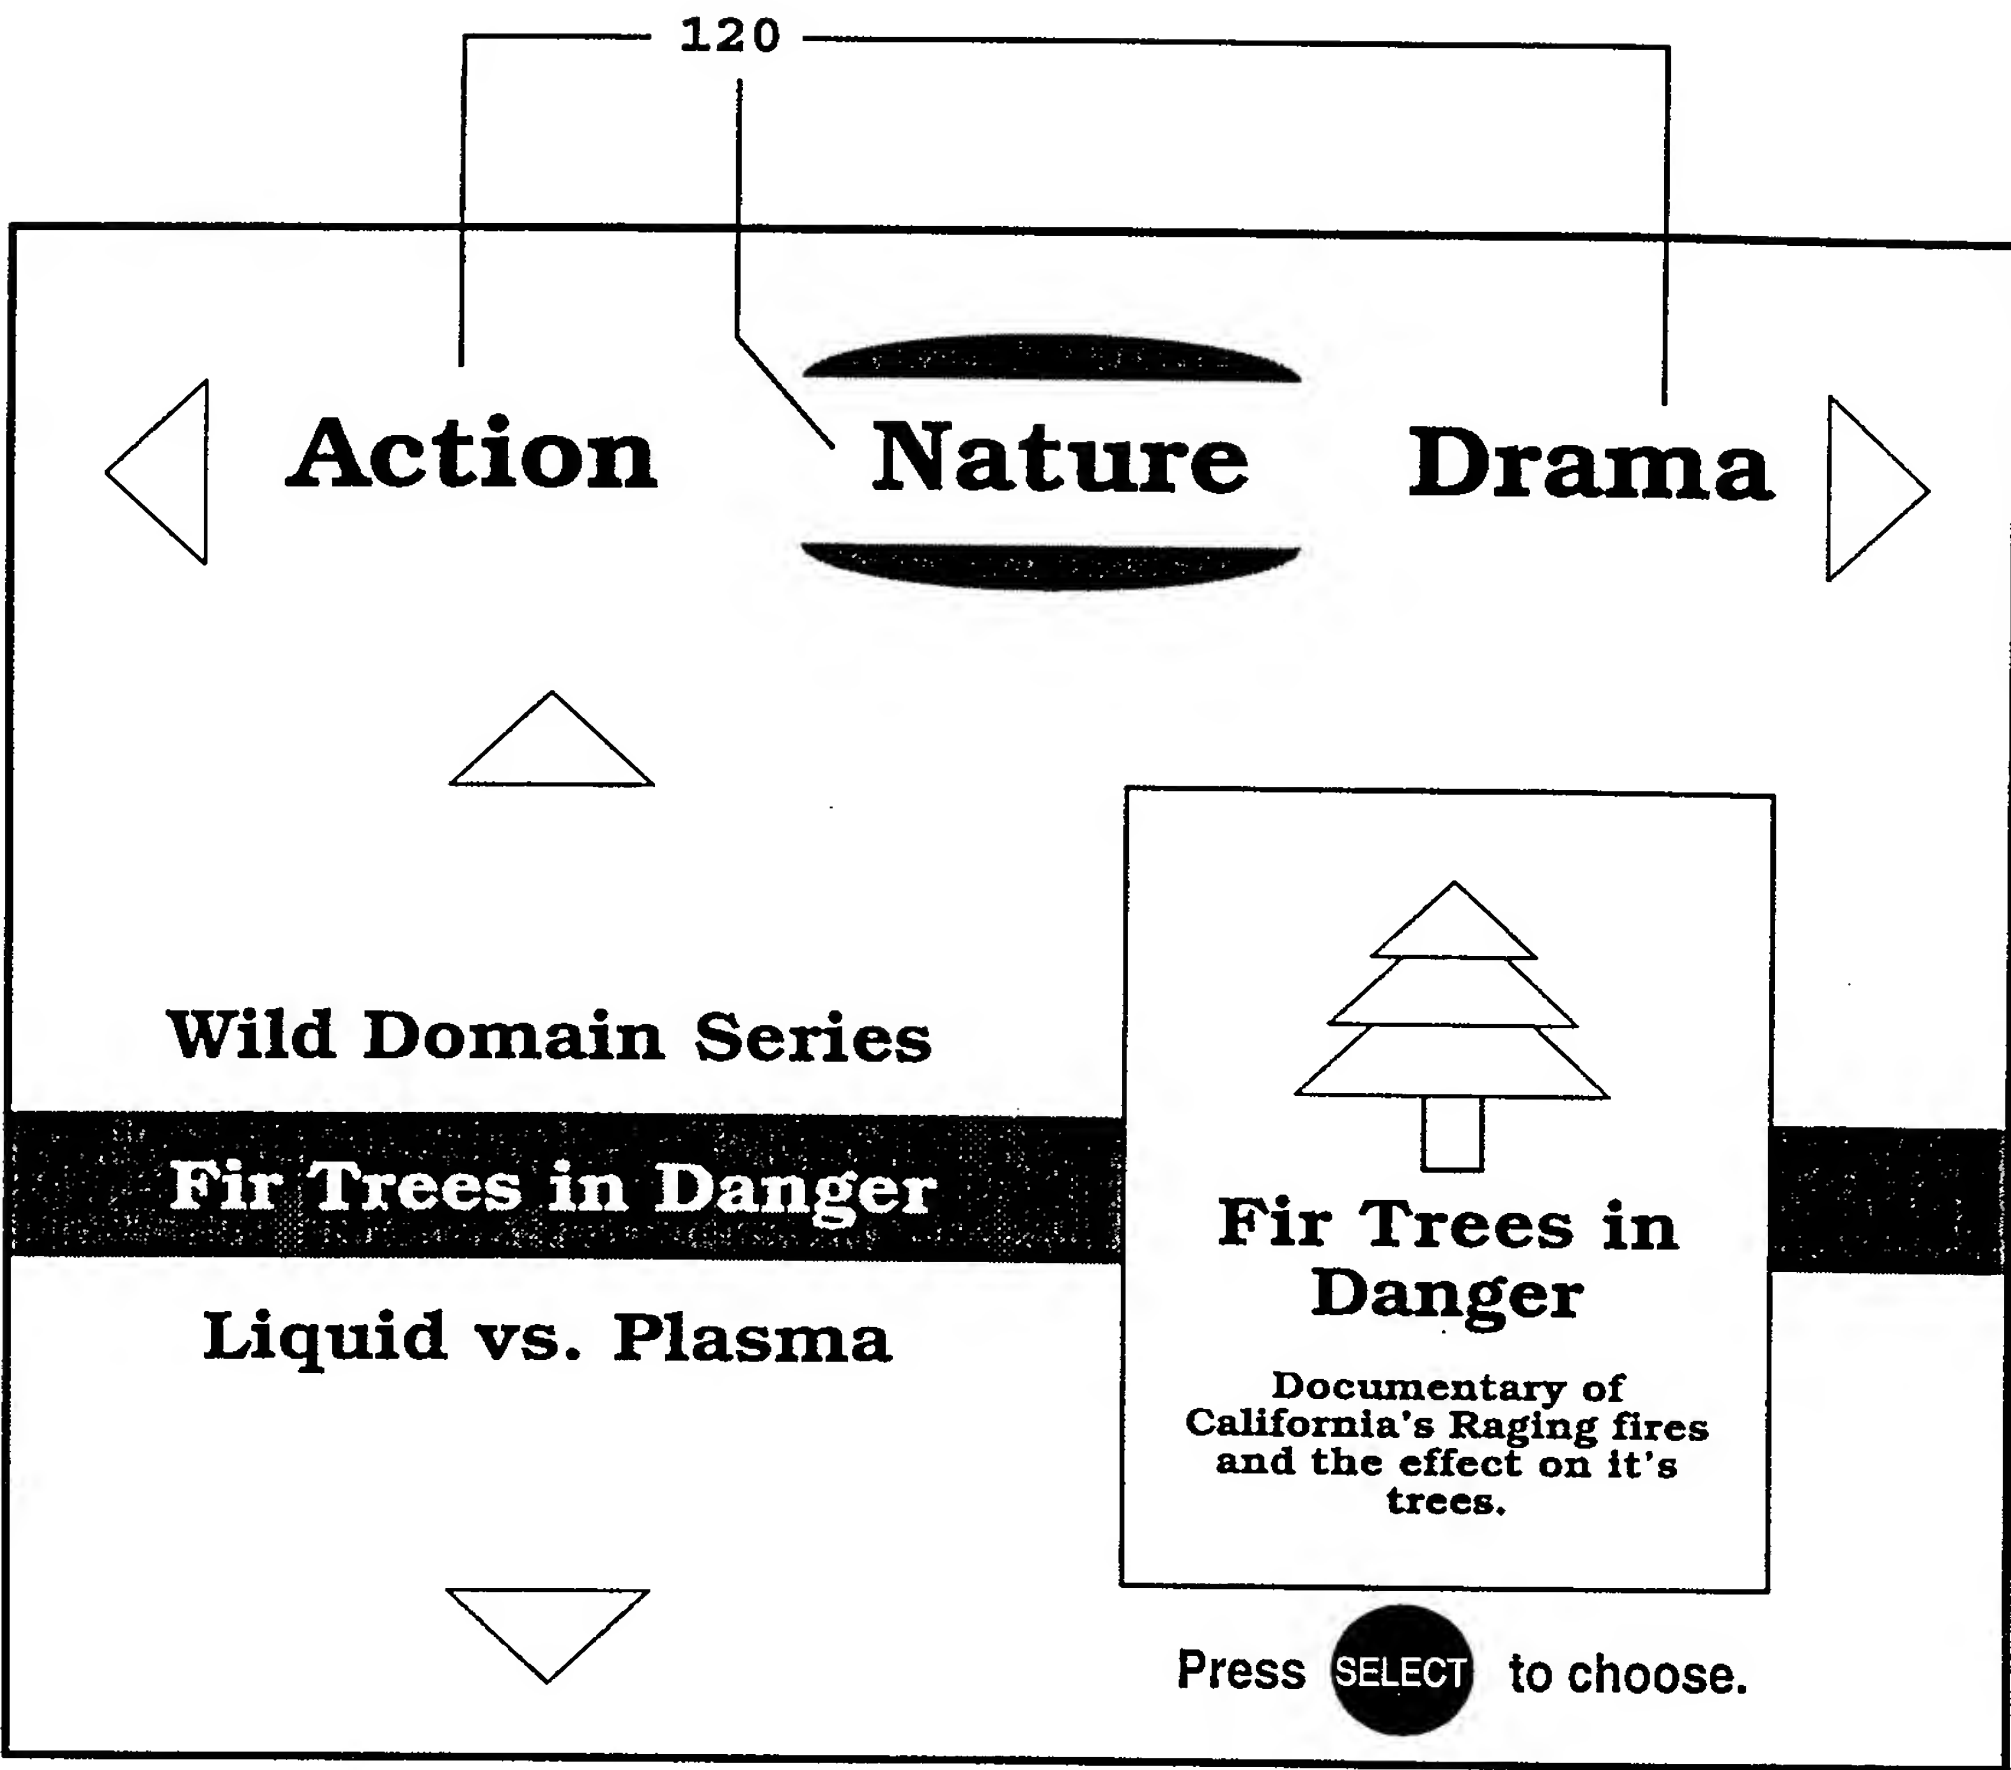 120
Action Nature Drama
Wild Domain Series
Fir Trees in Danger
Liquid vs. Plasma
Fir Trees in
Danger
Documentary of
California's Raging fires
and the effect on it's
trees.
Press SELECT to choose.